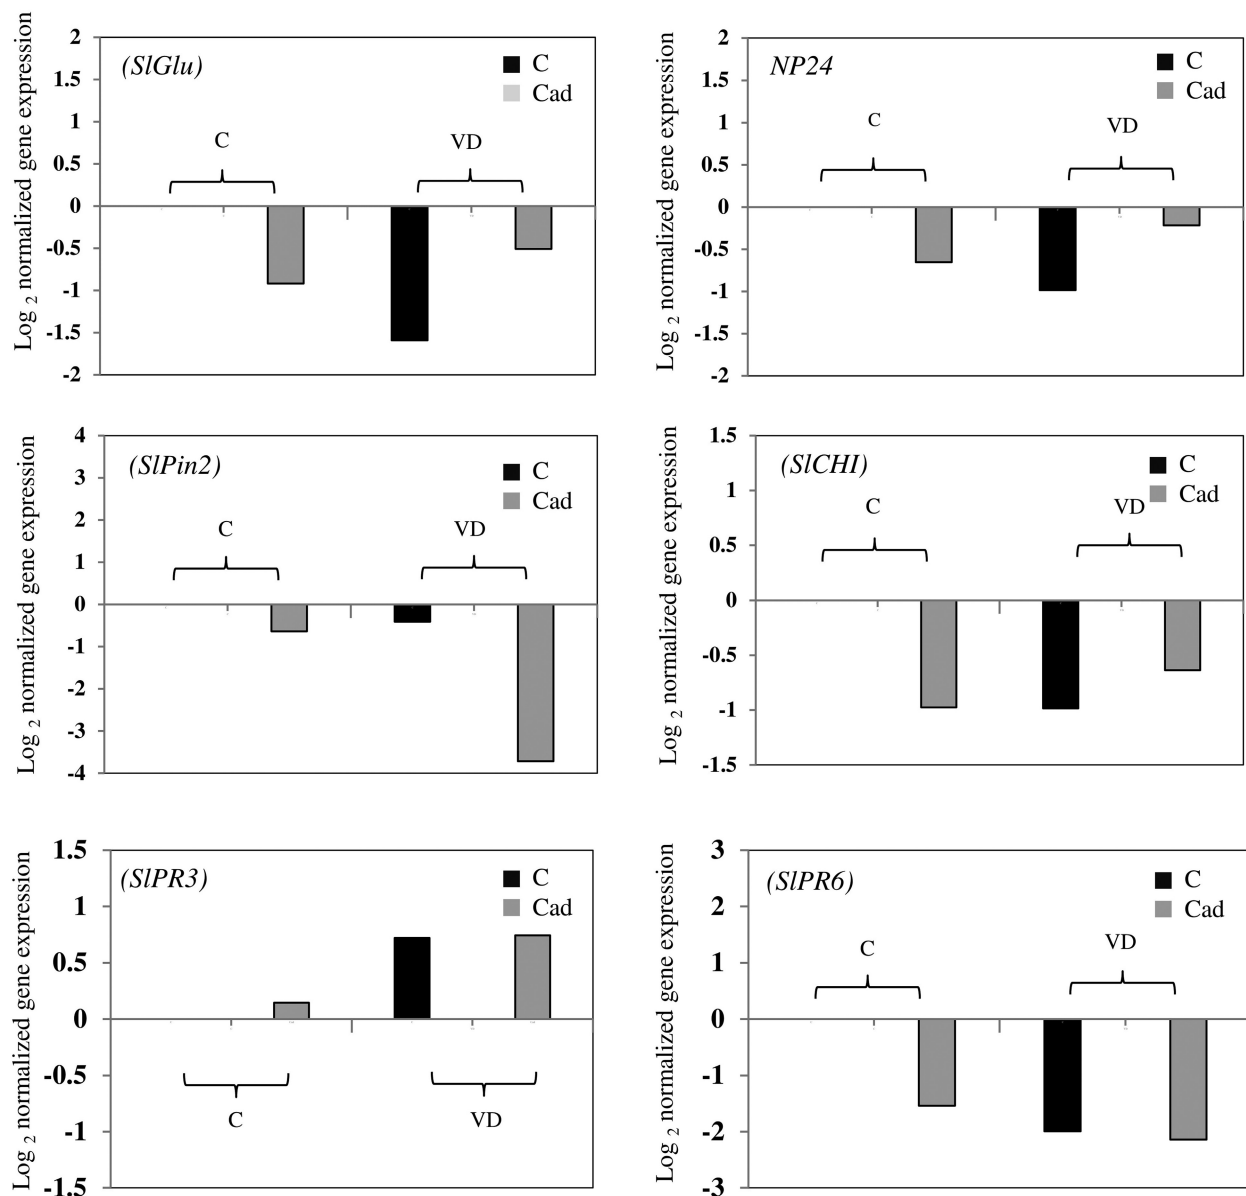 Log 2 normalized gene expression
2
1.5
1
0.5
0
-0.5
-1
-1.5
-2
(SlGlu)
C
Cad
C
VD
Log 2 normalized gene expression
2
1.5
1
0.5
0
-0.5
-1
-1.5
-2
NP24
C
Cad
C
VD
Log 2 normalized gene expression
4
3
2
1
0
-1
-2
-3
-4
(SlPin2)
C
Cad
C
VD
Log 2 normalized gene expression
1.5
1
0.5
0
-0.5
-1
-1.5
(SlCHI)
C
Cad
C
VD
Log 2 normalized gene expression
1.5
1
0.5
0
-0.5
-1
-1.5
(SlPR3)
C
Cad
C
VD
Log 2 normalized gene expression
3
2
1
0
-1
-2
-3
(SlPR6)
C
Cad
C
VD